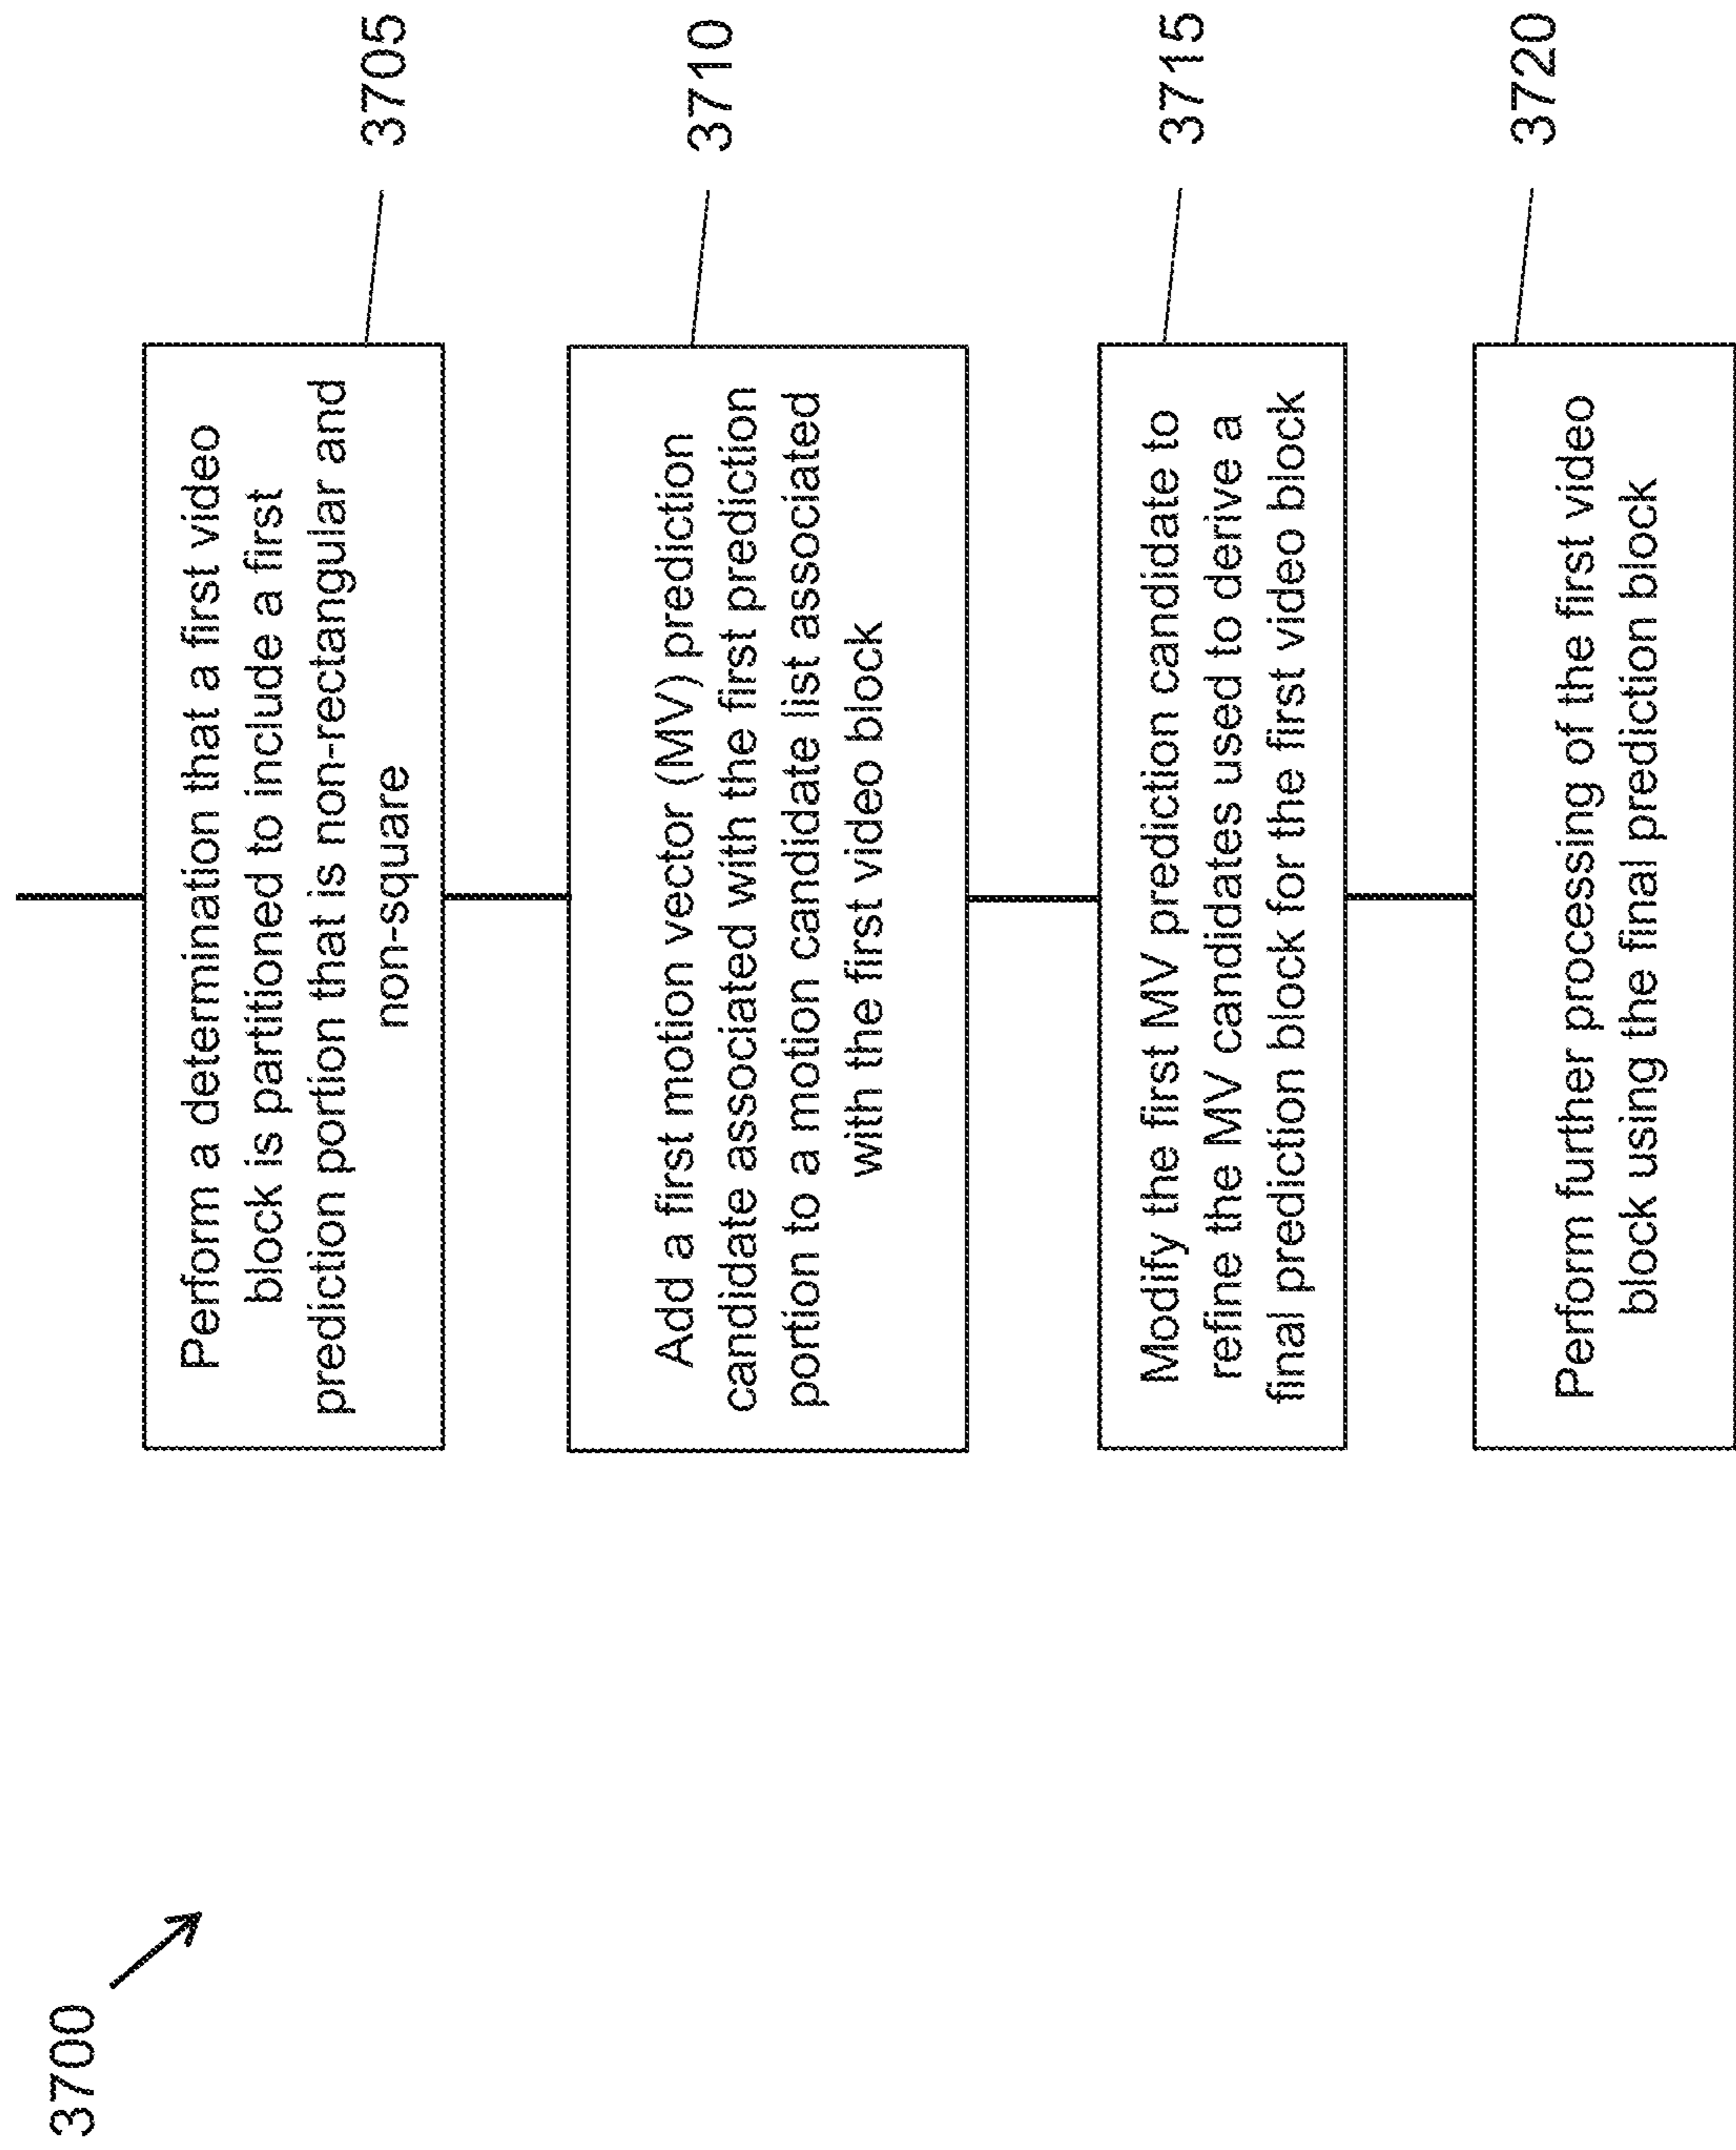 3700
Perform a determination that a first video
block is partitioned to include a first
prediction portion that is non-rectangular and
non-square
3705
Add a first motion vector (MV) prediction
candidate associated with the first prediction
portion to a motion candidate list associated
with the first video block
3710
Modify the first MV prediction candidate to
refine the MV candidates used to derive a
final prediction block for the first video block
3715
Perform further processing of the first video
block using the final prediction block
3720